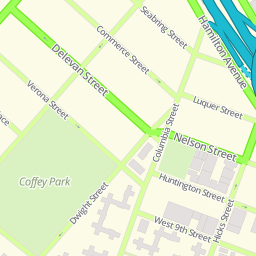 Seabring Street
Hamilton Avenue
Commerce Street
Delevan Street
Verona Street
Luquer Street
Columbia Street
Nelson Street
Coffey Park
Dwight Street
Huntington Street
West 9th Street
Hicks Street